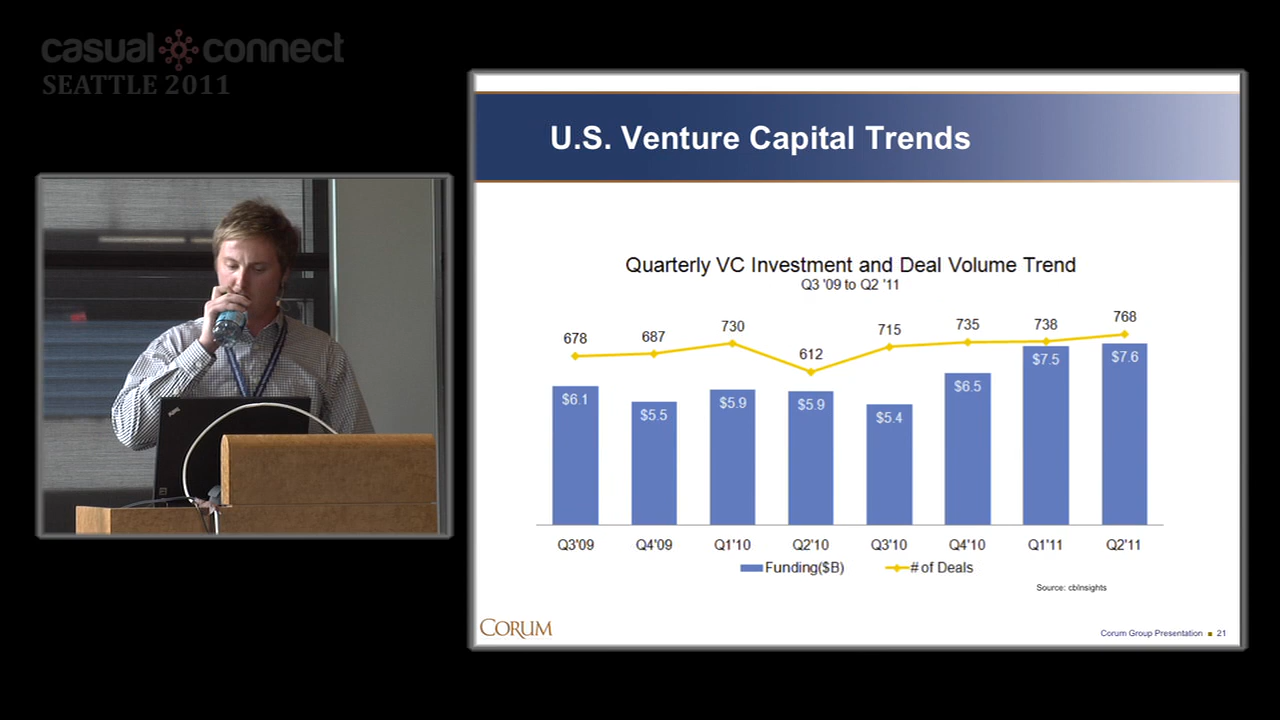 casual connect
SEATTLE 2011
U.S. Venture Capital Trends
Quarterly VC Investment and Deal Volume Trend
Q3 '09 to Q2 '11
678 687 730 612 715 735 738 768
$6.1 $5.5 $5.9 $5.9 $5.4 $6.5 $7.5 $7.6
Q3'09 Q4'09 Q1'10 Q2'10 Q3'10 Q4'10 Q1'11 Q2'11
Funding($B) # of Deals
Source: cbInsights
CORUM
Corum Group Presentation 21